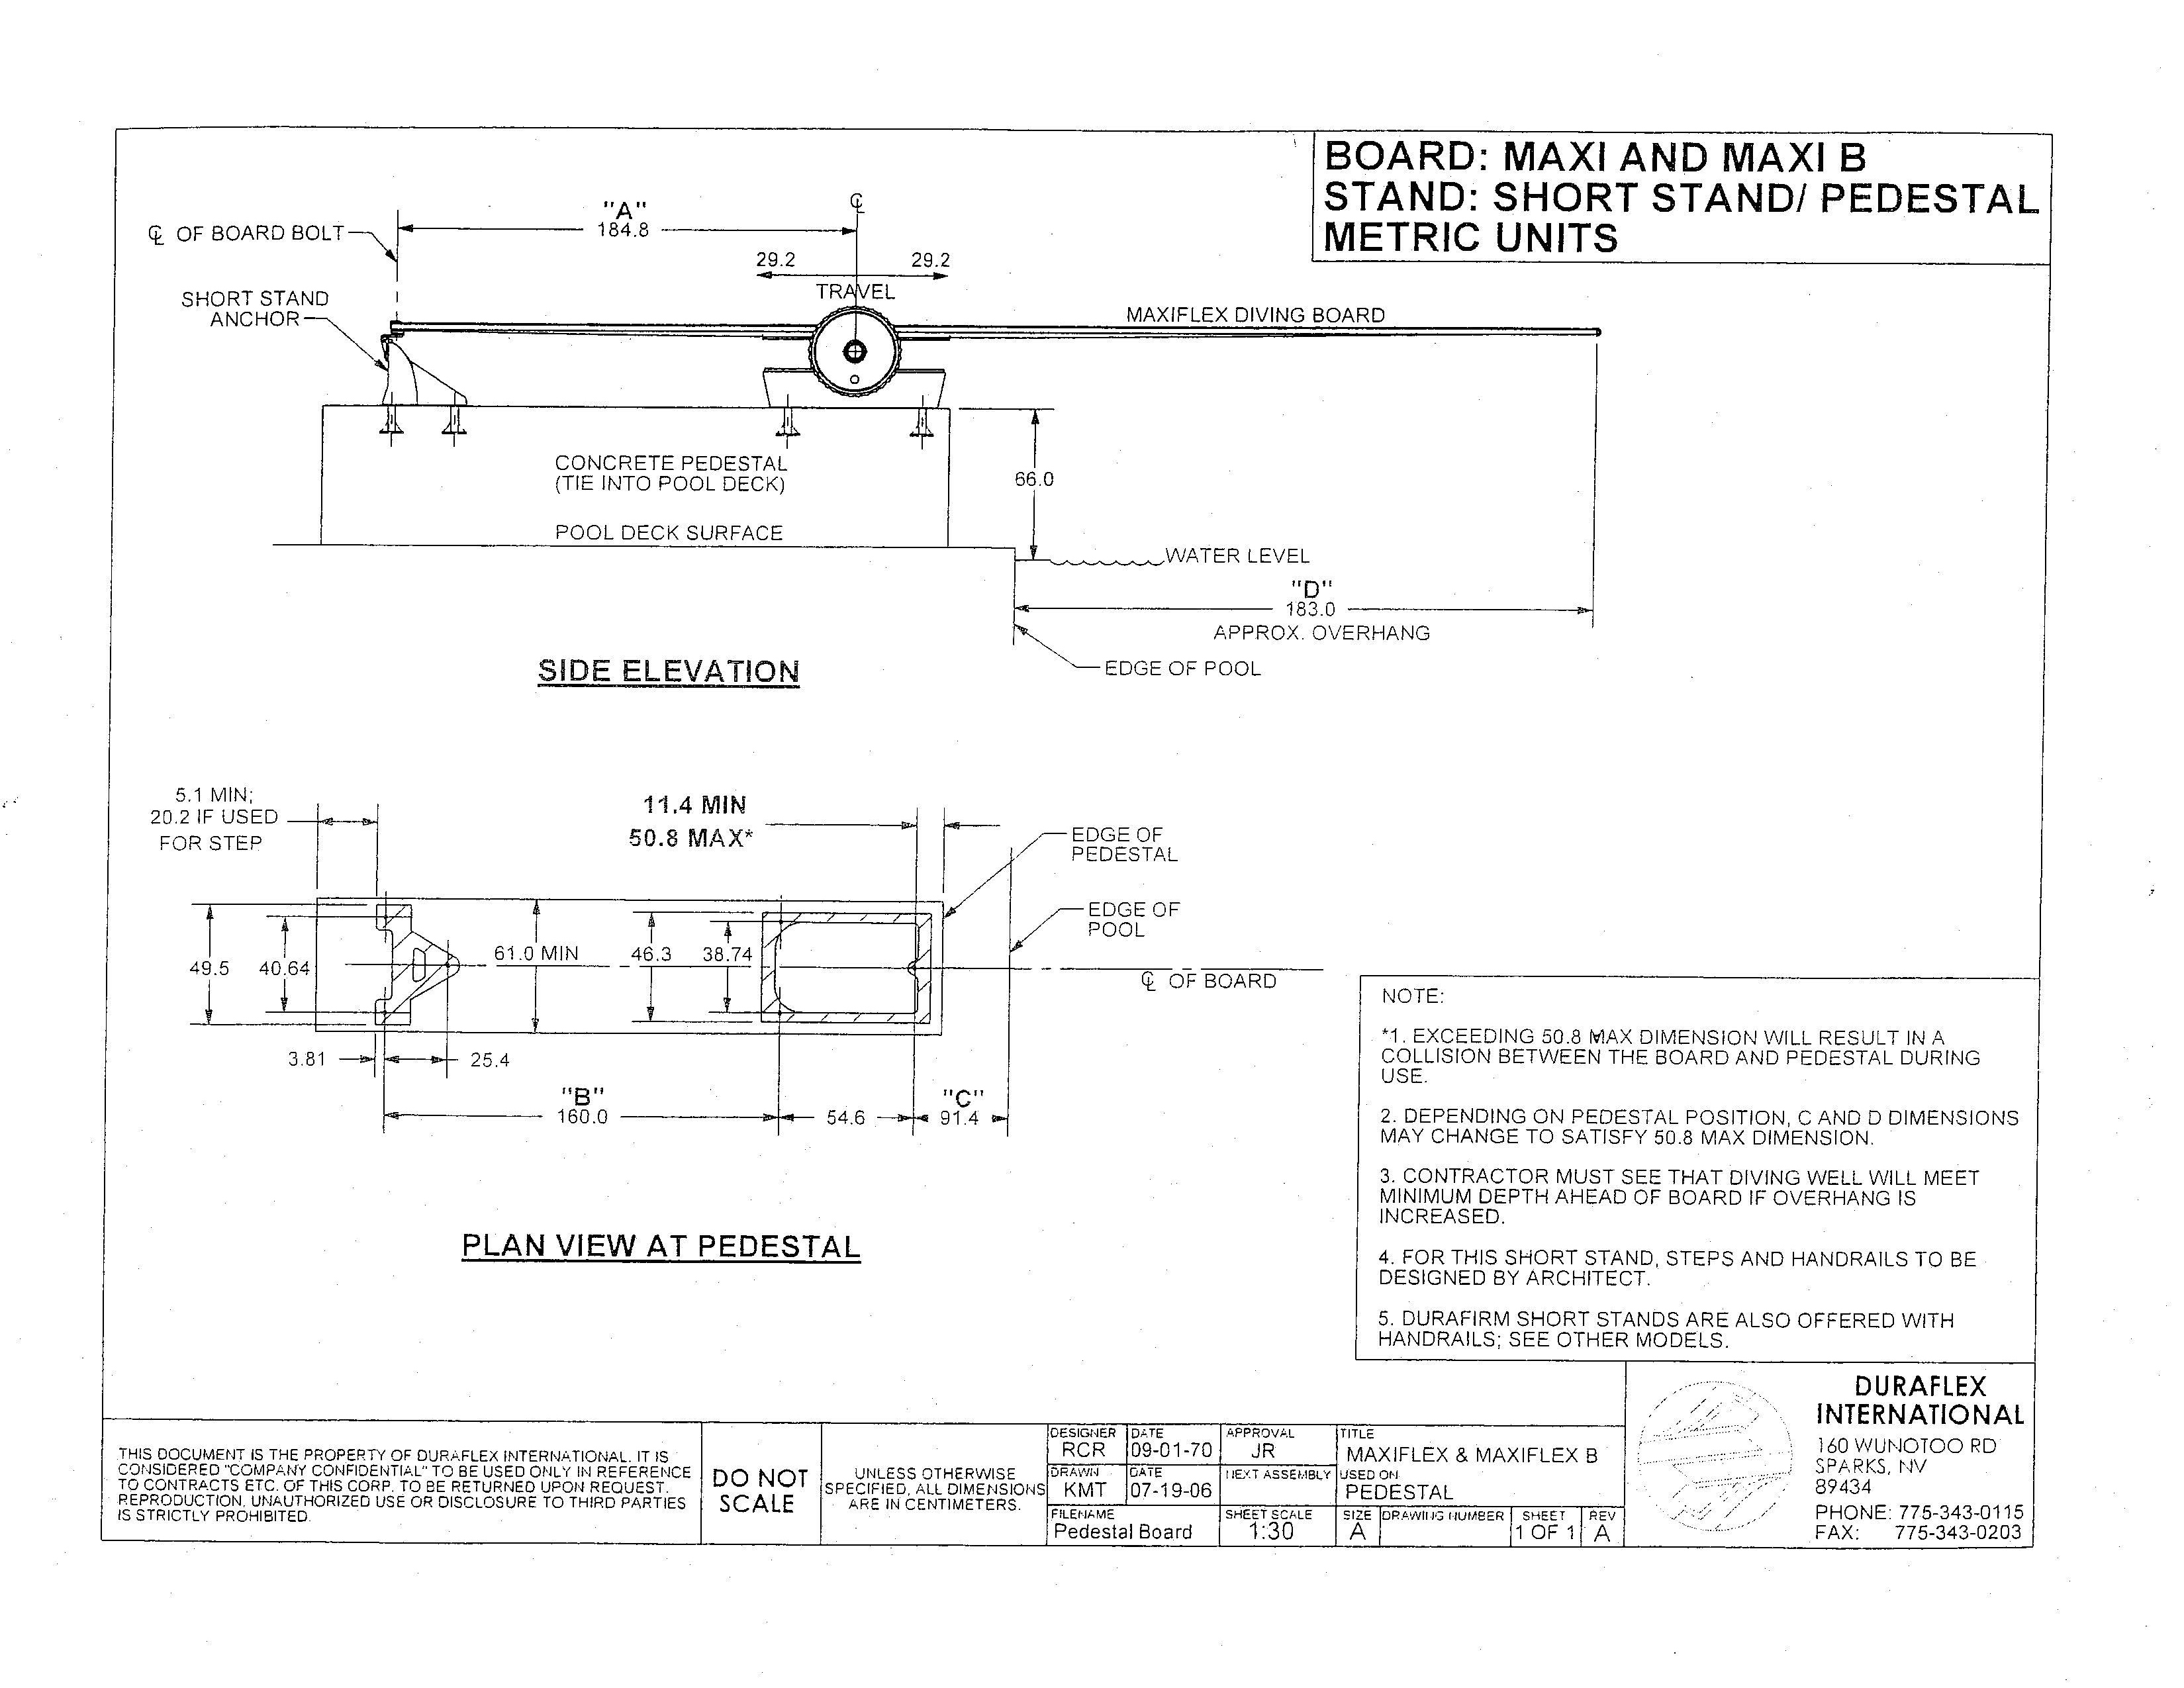 BOARD: MAXI AND MAXI B
STAND: SHORT STAND/ PEDESTAL
METRIC UNITS
"A"
184.8
℄
℄ OF BOARD BOLT
29.2
29.2
TRAVEL
SHORT STAND
ANCHOR
MAXIFLEX DIVING BOARD
CONCRETE PEDESTAL
(TIE INTO POOL DECK)
66.0
POOL DECK SURFACE
WATER LEVEL
"D"
183.0
APPROX. OVERHANG
EDGE OF POOL
SIDE ELEVATION
5.1 MIN;
20.2 IF USED
FOR STEP
11.4 MIN
50.8 MAX*
EDGE OF
PEDESTAL
EDGE OF
POOL
49.5
40.64
61.0 MIN
46.3
38.74
℄ OF BOARD
3.81
25.4
"B"
160.0
54.6
"C"
91.4
PLAN VIEW AT PEDESTAL
NOTE:
*1. EXCEEDING 50.8 MAX DIMENSION WILL RESULT IN A
COLLISION BETWEEN THE BOARD AND PEDESTAL DURING
USE.
2. DEPENDING ON PEDESTAL POSITION, C AND D DIMENSIONS
MAY CHANGE TO SATISFY 50.8 MAX DIMENSION.
3. CONTRACTOR MUST SEE THAT DIVING WELL WILL MEET
MINIMUM DEPTH AHEAD OF BOARD IF OVERHANG IS
INCREASED.
4. FOR THIS SHORT STAND, STEPS AND HANDRAILS TO BE
DESIGNED BY ARCHITECT.
5. DURAFIRM SHORT STANDS ARE ALSO OFFERED WITH
HANDRAILS; SEE OTHER MODELS.
THIS DOCUMENT IS THE PROPERTY OF DURAFLEX INTERNATIONAL. IT IS
CONSIDERED "COMPANY CONFIDENTIAL" TO BE USED ONLY IN REFERENCE
TO CONTRACTS ETC. OF THIS CORP. TO BE RETURNED UPON REQUEST.
REPRODUCTION, UNAUTHORIZED USE OR DISCLOSURE TO THIRD PARTIES
IS STRICTLY PROHIBITED.
DO NOT
SCALE
UNLESS OTHERWISE
SPECIFIED, ALL DIMENSIONS
ARE IN CENTIMETERS.
DESIGNER
RCR
DATE
09-01-70
APPROVAL
JR
TITLE
MAXIFLEX & MAXIFLEX B
DRAWN
KMT
DATE
07-19-06
NEXT ASSEMBLY
USED ON
PEDESTAL
FILENAME
Pedestal Board
SHEET SCALE
1:30
SIZE
A
DRAWING NUMBER
SHEET
1 OF 1
REV
A
DURAFLEX
INTERNATIONAL
160 WUNOTOO RD
SPARKS, NV
89434
PHONE: 775-343-0115
FAX: 775-343-0203